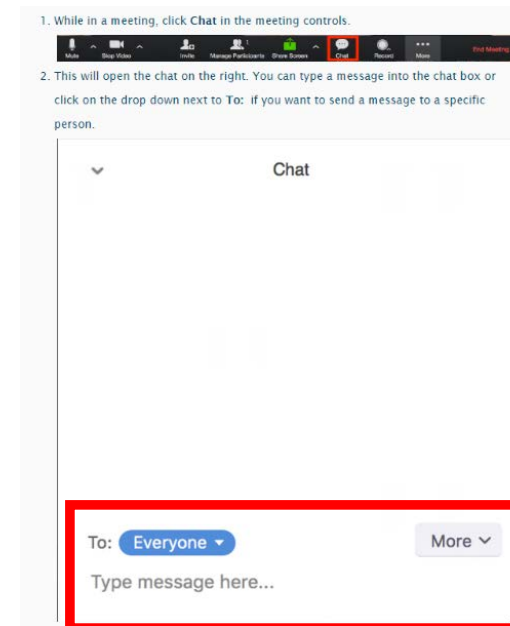 1. While in a meeting, click Chat in the meeting controls.
Mute Stop Video Invite Manage Participants 1 Share Screen Chat Record More End Meeting
2. This will open the chat on the right. You can type a message into the chat box or
click on the drop down next to To: if you want to send a message to a specific
person.
Chat
To: Everyone More
Type message here...